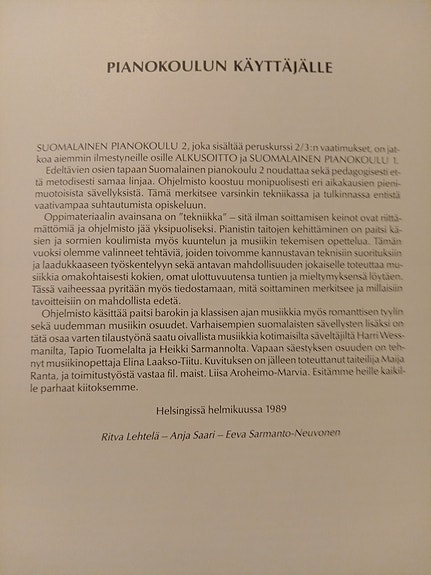 PIANOKOULUN KÄYTTÄJÄLLE
SUOMALAINEN PIANOKOULU 2, joka sisältää peruskurssi 2/3:n vaatimukset, on jat-
koa aiemmin ilmestyneille osille ALKUSOITTO ja SUOMALAINEN PIANOKOULU 1.
Edeltävien osien tapaan Suomalainen pianokoulu 2 noudattaa sekä pedagogisesti et-
tä metodisesti samaa linjaa. Ohjelmisto koostuu monipuolisesti eri aikakausien pieni-
muotoisista sävellyksistä. Tämä merkitsee varsinkin tekniikassa ja tulkinnassa entistä
vaativampaa suhtautumista opiskeluun.
Oppimateriaalin avainsana on "tekniikka" – sitä ilman soittamisen keinot ovat riittä-
mättömiä ja ohjelmisto jää yksipuoliseksi. Pianistin taitojen kehittäminen on paitsi kä-
sien ja sormien koulimista myös kuuntelun ja musiikin tekemisen opettelua. Tämän
vuoksi olemme valinneet tehtäviä, joiden toivomme kannustavan teknisiin suorituksiin
ja laadukkaaseen työskentelyyn sekä antavan mahdollisuuden jokaiselle toteuttaa mu-
siikkia omakohtaisesti kokien, omat ulottuvuutensa tuntien ja mieltymyksensä löytäen.
Tässä vaiheessa pyritään myös tiedostamaan, mitä soittaminen merkitsee ja millaisiin
tavoitteisiin on mahdollista edetä.
Ohjelmisto käsittää paitsi barokin ja klassisen ajan musiikkia myös romanttisen tyylin
sekä uudemman musiikin osuudet. Varhaisempien suomalaisten sävellysten lisäksi on
tätä osaa varten tilaustyönä saatu oivallista musiikkia kotimaisilta säveltäjiltä Harri Wess-
manilta, Tapio Tuomelalta ja Heikki Sarmannolta. Vapaan säestyksen osuuden on teh-
nyt musiikinopettaja Elina Laakso-Tiitu. Kuvituksen on jälleen toteuttanut taiteilija Maija
Ranta, ja toimitustyöstä vastaa fil. maist. Liisa Aroheimo-Marvia. Esitämme heille kaikil-
le parhaat kiitoksemme.
Helsingissä helmikuussa 1989
Ritva Lehtelä – Anja Saari – Eeva Sarmanto-Neuvonen